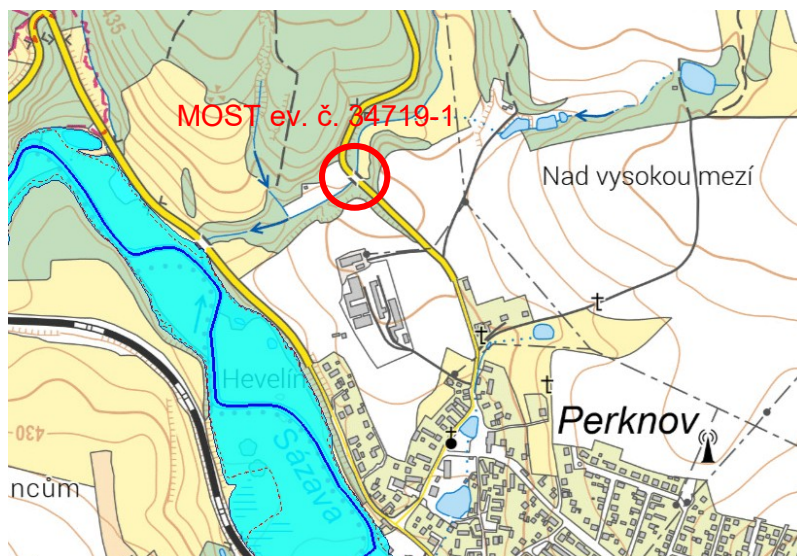 435
MOST ev. č. 34719-1
Nad vysokou mezí
Hevelín
Perknov
Sázava
430
ncům